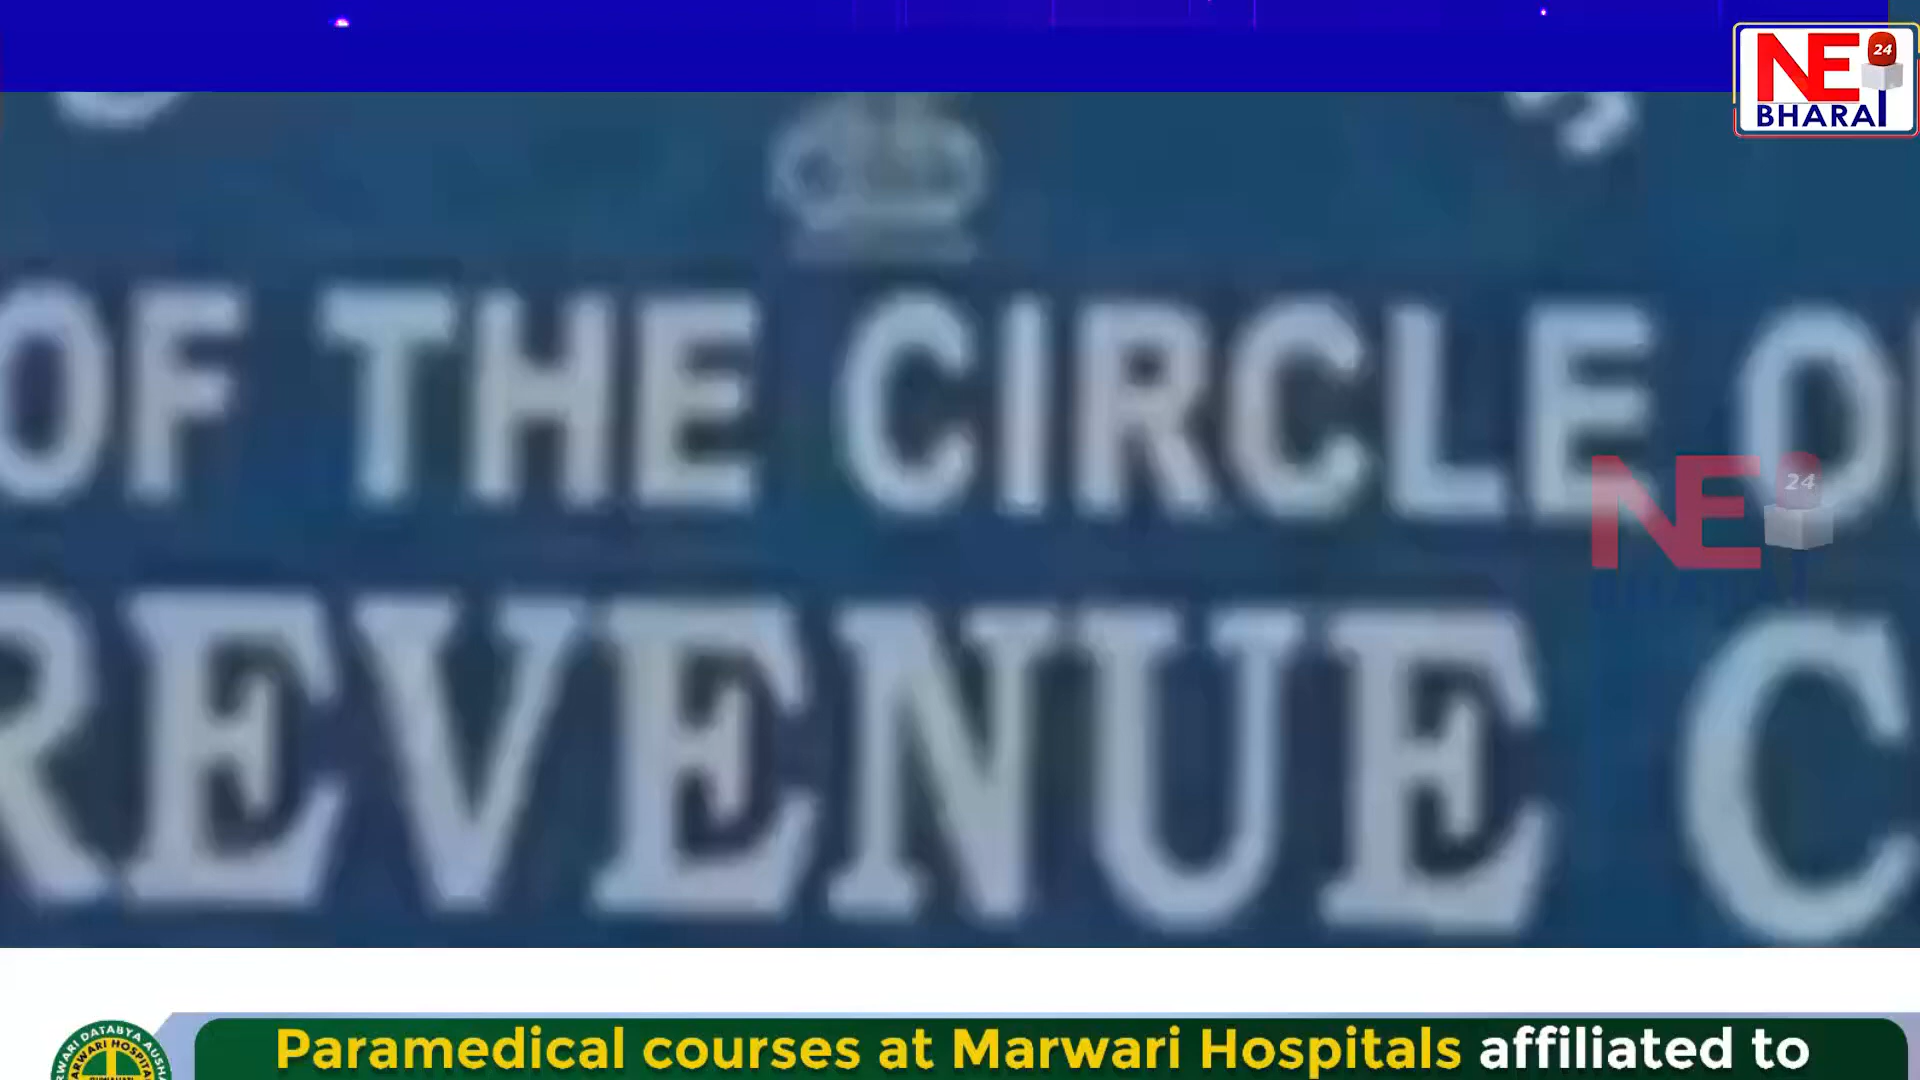 NE 24
BHARAT
OF THE CIRCLE
REVENUE C
NE 24
Paramedical courses at Marwari Hospitals affiliated to